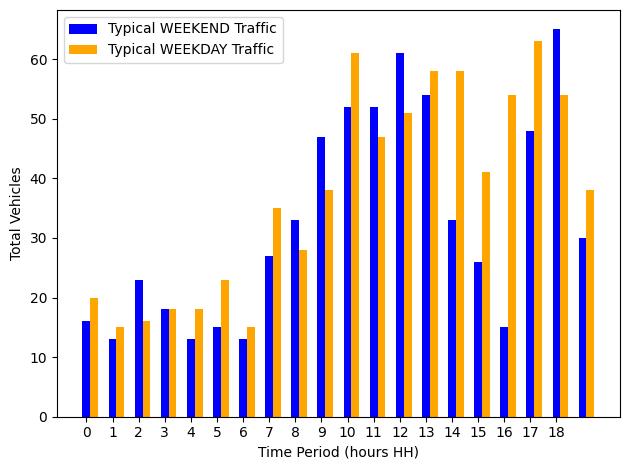 Typical WEEKEND Traffic
Typical WEEKDAY Traffic
60
50
40
30
20
10
0
Total Vehicles
0 1 2 3 4 5 6 7 8 9 10 11 12 13 14 15 16 17 18
Time Period (hours HH)